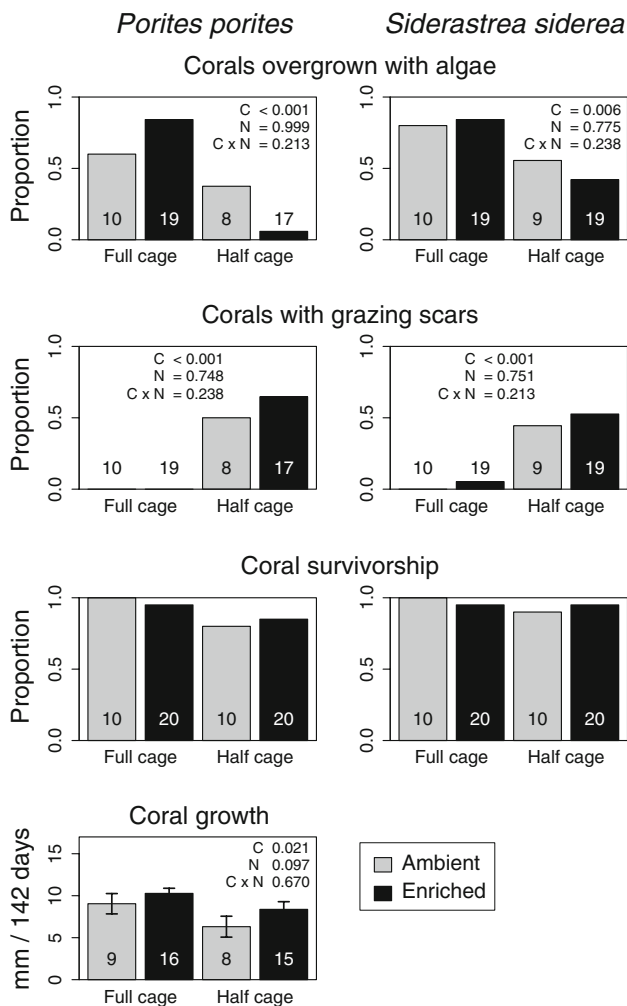 Porites porites
Siderastrea siderea
Corals overgrown with algae
Proportion
1.0
0.5
0.0
C < 0.001
N = 0.999
C x N = 0.213
10
19
8
17
Full cage
Half cage
1.0
0.5
0.0
C = 0.006
N = 0.775
C x N = 0.238
10
19
9
19
Full cage
Half cage
Corals with grazing scars
Proportion
1.0
0.5
0.0
C < 0.001
N = 0.748
C x N = 0.238
10
19
8
17
Full cage
Half cage
1.0
0.5
0.0
C < 0.001
N = 0.751
C x N = 0.213
10
19
9
19
Full cage
Half cage
Coral survivorship
Proportion
1.0
0.5
0.0
10
20
10
20
Full cage
Half cage
1.0
0.5
0.0
10
20
10
20
Full cage
Half cage
Coral growth
mm / 142 days
15
10
5
0
C 0.021
N 0.097
C x N 0.670
9
16
8
15
Full cage
Half cage
Ambient
Enriched